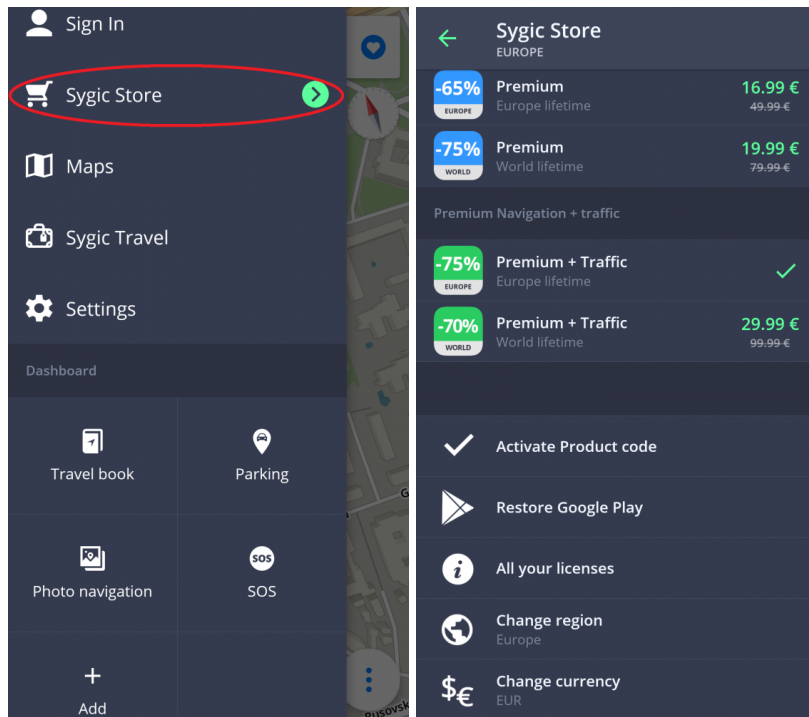 Sign In
Sygic Store
Maps
Sygic Travel
Settings
Dashboard
Travel book
Parking
Photo navigation
SOS
SOS
Add
Sygic Store
EUROPE
-65%
EUROPE
Premium
Europe lifetime
16.99 €
49.99 €
-75%
WORLD
Premium
World lifetime
19.99 €
79.99 €
Premium Navigation + traffic
-75%
EUROPE
Premium + Traffic
Europe lifetime
-70%
WORLD
Premium + Traffic
World lifetime
29.99 €
99.99 €
Activate Product code
Restore Google Play
i
All your licenses
Change region
Europe
$€
Change currency
EUR